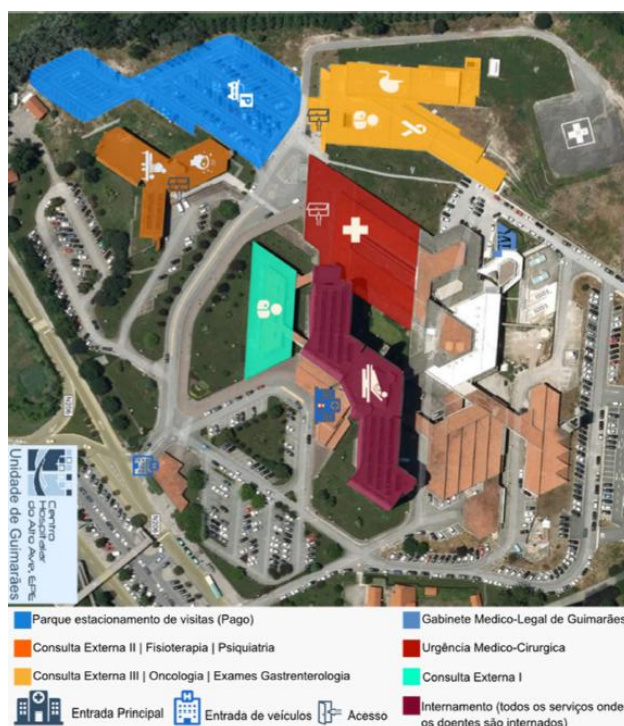 N206
N206
Centro
Hospitalar
do Alto Ave, EPE
Unidade de Guimarães
Parque estacionamento de visitas (Pago)
Gabinete Medico-Legal de Guimarães
Consulta Externa II | Fisioterapia | Psiquiatria
Urgência Medico-Cirurgica
Consulta Externa III | Oncologia | Exames Gastrenterologia
Consulta Externa I
Entrada Principal
Entrada de veículos
Acesso
Internamento (todos os serviços onde
os doentes são internados)